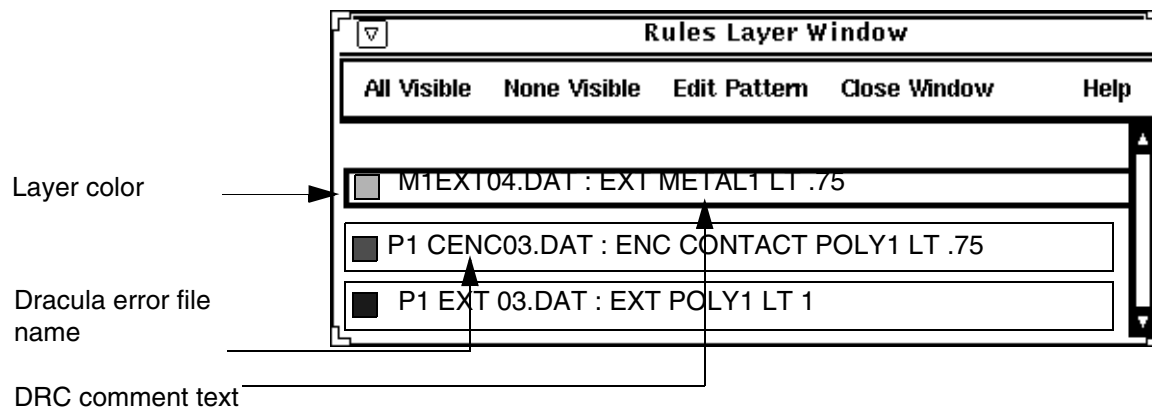 Rules Layer Window
All Visible None Visible Edit Pattern Close Window Help
Layer color
M1EXT04.DAT : EXT METAL1 LT .75
P1 CENC03.DAT : ENC CONTACT POLY1 LT .75
Dracula error file
name
P1 EXT 03.DAT : EXT POLY1 LT 1
DRC comment text